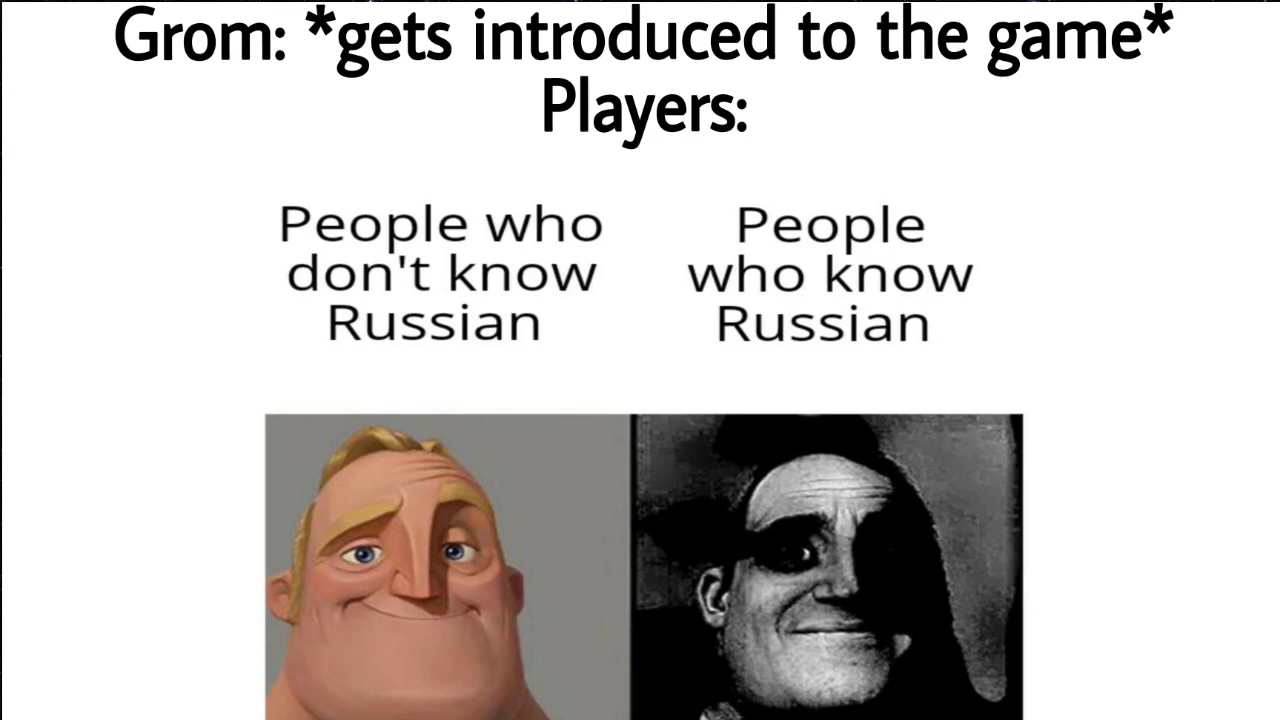 Grom: *gets introduced to the game*
Players:
People who
don't know
Russian
People
who know
Russian